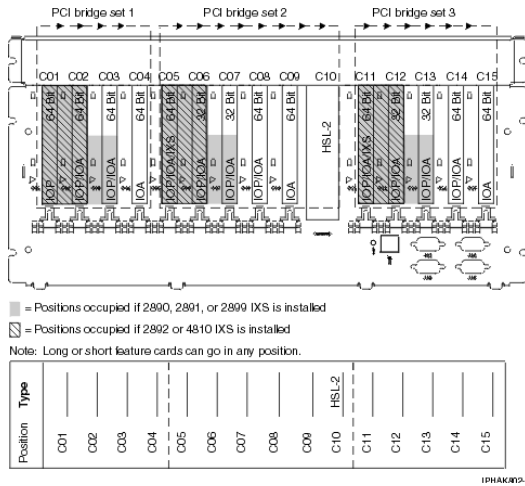 PCI bridge set 1
PCI bridge set 2
PCI bridge set 3
C01 C02 C03 C04 C05 C06 C07 C08 C09 C10 C11 C12 C13 C14 C15
64 Bit
64 Bit
64 Bit
64 Bit
64 Bit
32 Bit
32 Bit
64 Bit
64 Bit
64 Bit
32 Bit
32 Bit
64 Bit
64 Bit
IOP
IOP/IOA
IOP/IOA
IOA
IOP/IOA/IXS
IOP/IOA
IOP/IOA
IOP/IOA
IOA
HSL-2
IOP/IOA/IXS
IOP/IOA
IOP/IOA
IOP/IOA
IOA
= Positions occupied if 2890, 2891, or 2899 IXS is installed
= Positions occupied if 2892 or 4810 IXS is installed
Note: Long or short feature cards can go in any position.
Type
HSL-2
Position
C01 C02 C03 C04 C05 C06 C07 C08 C09 C10 C11 C12 C13 C14 C15